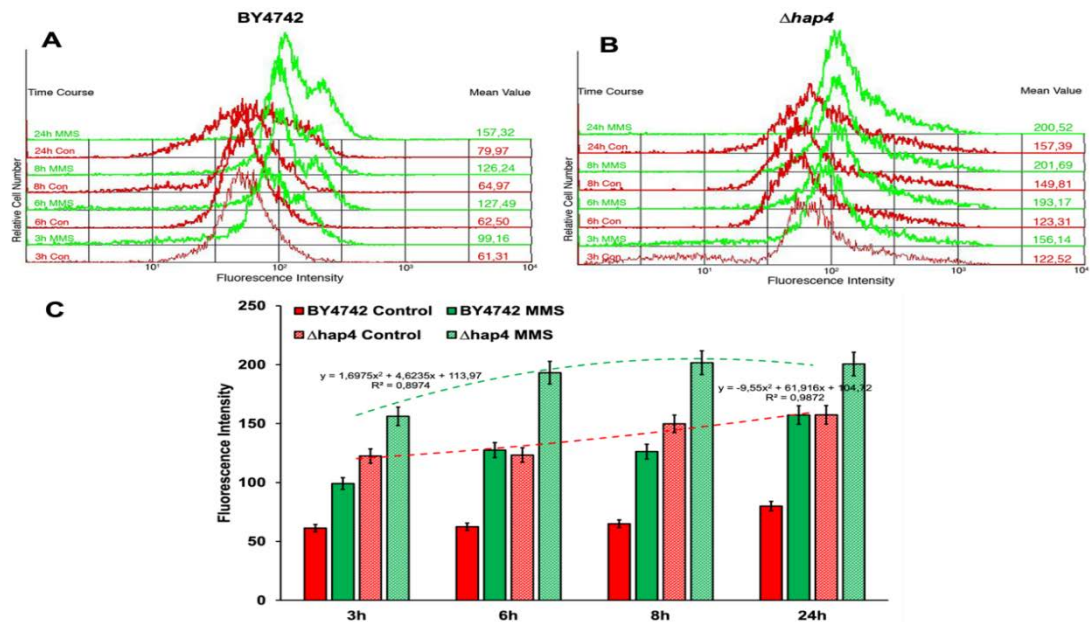 BY4742
Δhap4
A
B
Time Course
Mean Value
24h MMS 157,32
24h Con 79,97
8h MMS 126,24
8h Con 64,97
6h MMS 127,49
6h Con 62,50
3h MMS 99,16
3h Con 61,31
Relative Cell Number
10¹ 10² 10³ 10⁴
Fluorescence Intensity
Time Course
Mean Value
24h MMS 200,52
24h Con 157,39
8h MMS 201,69
8h Con 149,81
6h MMS 193,17
6h Con 123,31
3h MMS 156,14
3h Con 122,52
Relative Cell Number
10¹ 10² 10³ 10⁴
Fluorescence Intensity
C
BY4742 Control BY4742 MMS
Δhap4 Control Δhap4 MMS
y = 1,6975x² + 4,6235x + 113,97
R² = 0,8974
y = -9,55x² + 61,916x + 104,72
R² = 0,9872
Fluorescence Intensity
250
200
150
100
50
0
3h 6h 8h 24h